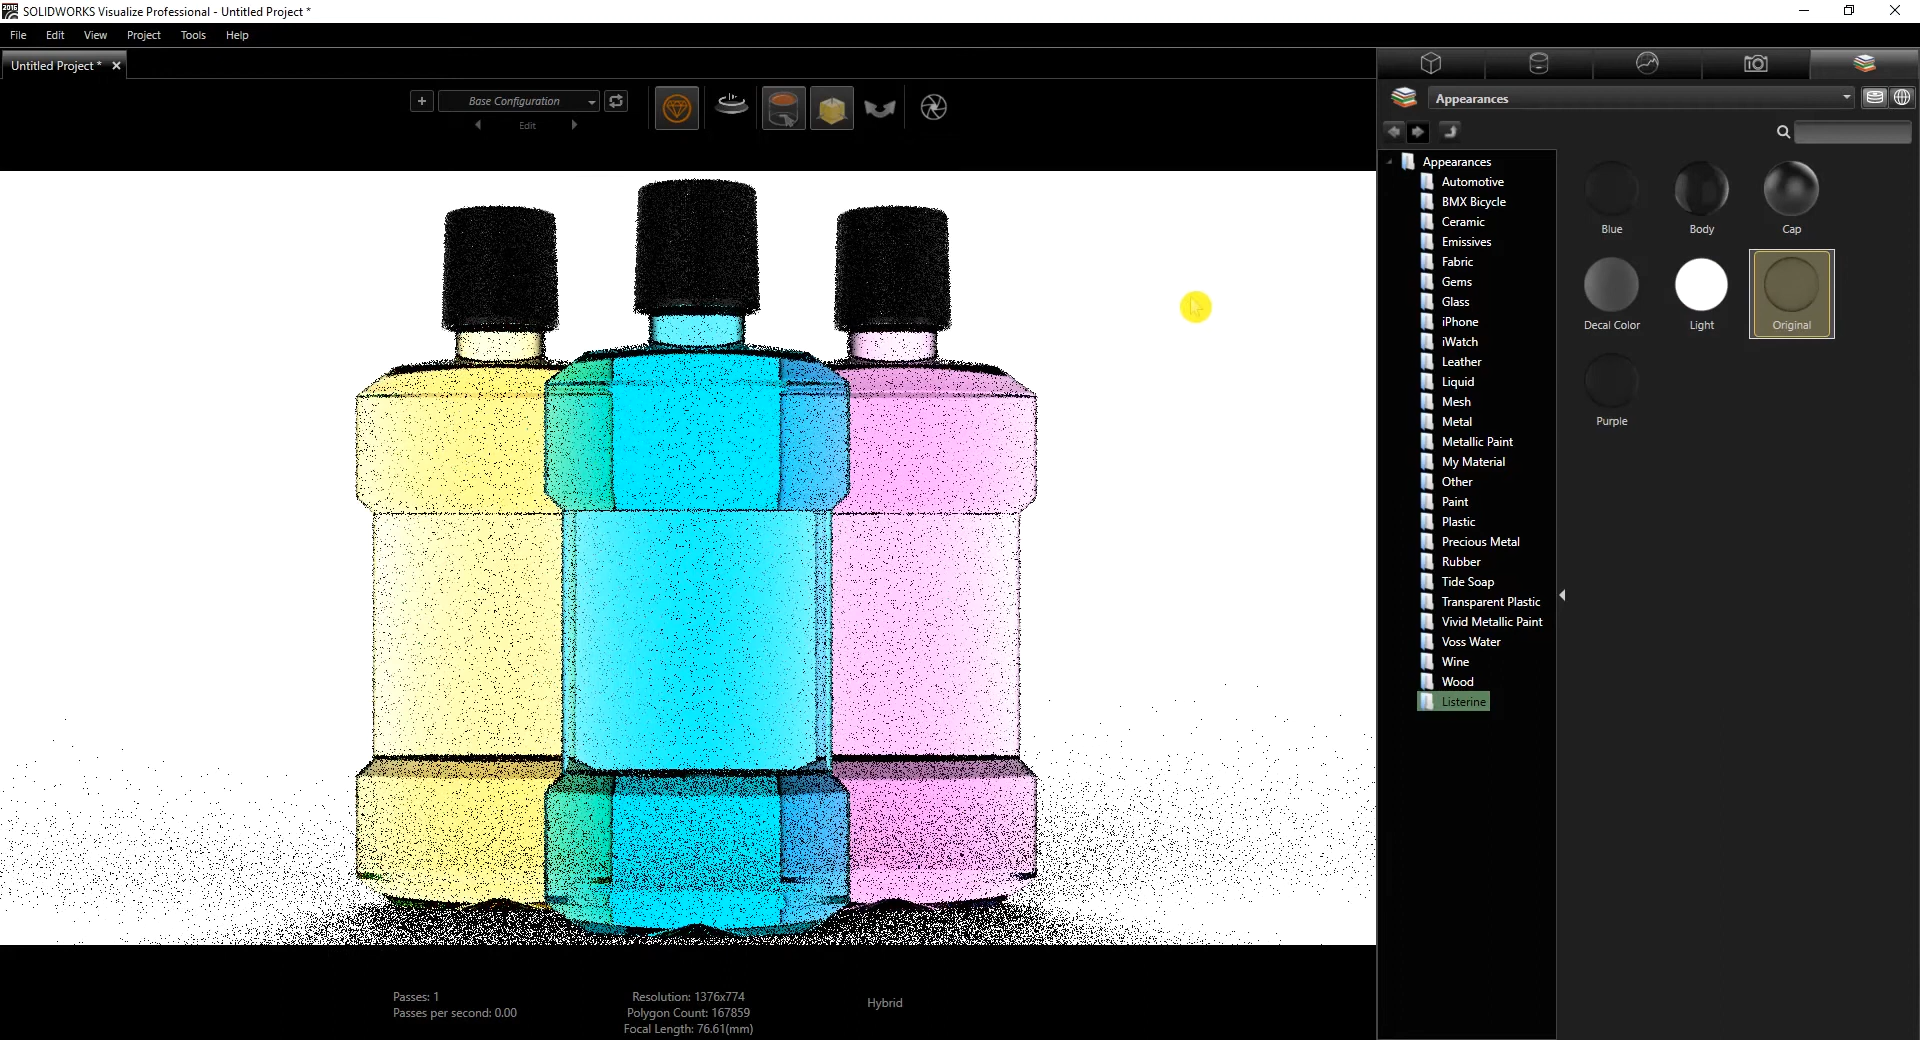 2016
SOLIDWORKS Visualize Professional - Untitled Project *
File Edit View Project Tools Help
Untitled Project *
Base Configuration
Edit
Appearances
Appearances
Automotive
BMX Bicycle
Ceramic
Emissives
Fabric
Gems
Glass
iPhone
iWatch
Leather
Liquid
Mesh
Metal
Metallic Paint
My Material
Other
Paint
Plastic
Precious Metal
Rubber
Tide Soap
Transparent Plastic
Vivid Metallic Paint
Voss Water
Wine
Wood
Listerine
Blue Body Cap
Decal Color Light Original
Purple
Passes: 1
Passes per second: 0.00
Resolution: 1376x774
Polygon Count: 167859
Focal Length: 76.61(mm)
Hybrid